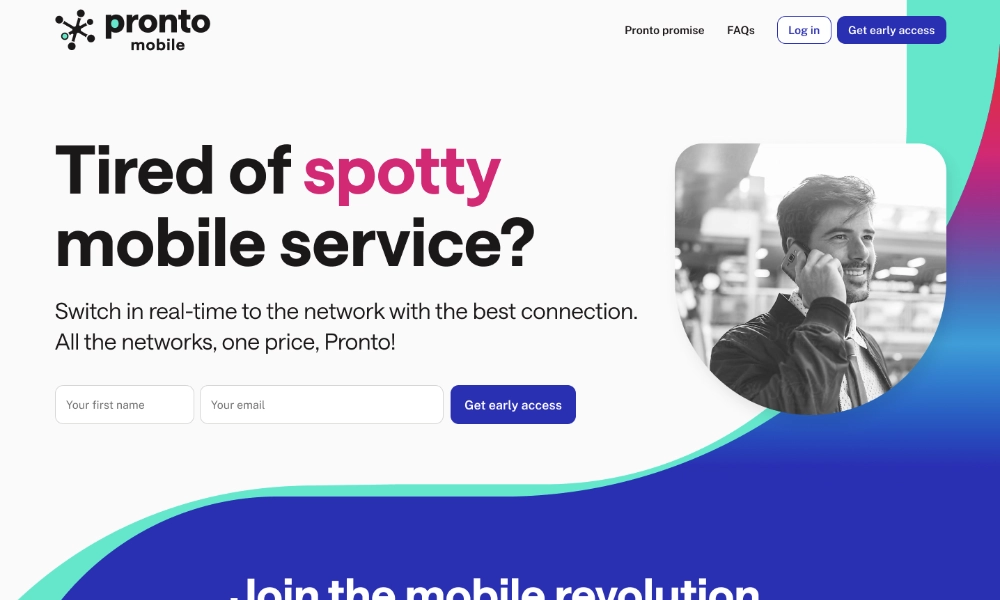 pronto
mobile
Pronto promise
FAQs
Log in
Get early access
Tired of spotty
mobile service?
Switch in real-time to the network with the best connection.
All the networks, one price, Pronto!
Your first name
Your email
Get early access
Join the mobile revolution